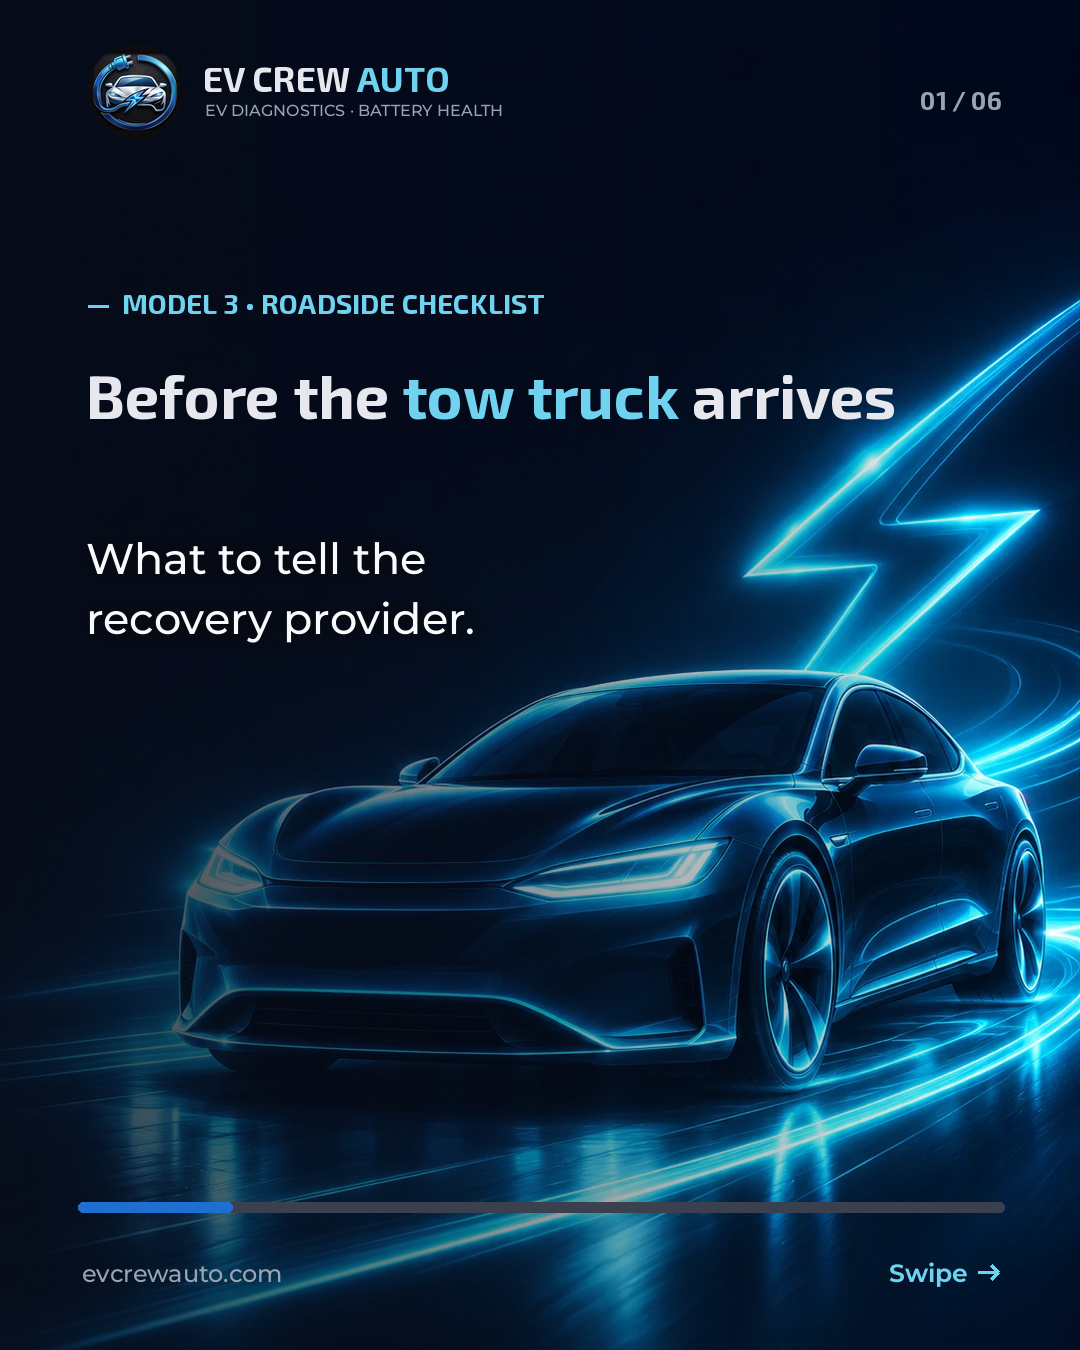 EV CREW AUTO
EV DIAGNOSTICS · BATTERY HEALTH
01 / 06
— MODEL 3 • ROADSIDE CHECKLIST
Before the tow truck arrives
What to tell the
recovery provider.
evcrewauto.com
Swipe →